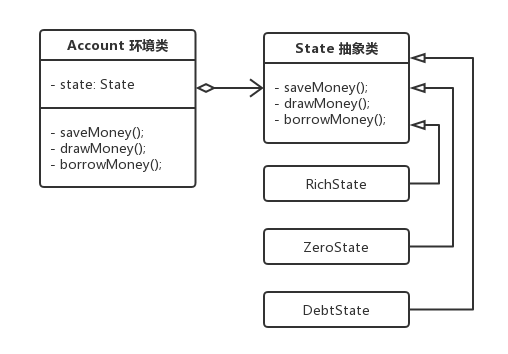 Account 环境类
- state: State
- saveMoney();
- drawMoney();
- borrowMoney();
State 抽象类
- saveMoney();
- drawMoney();
- borrowMoney();
RichState
ZeroState
DebtState